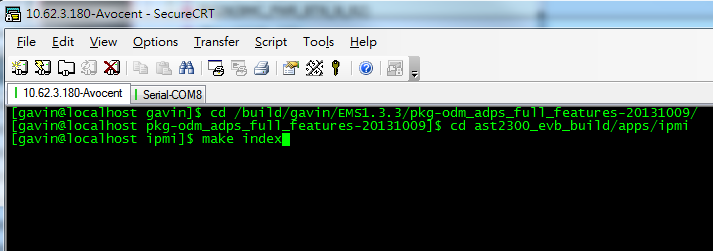 10.62.3.180-Avocent - SecureCRT
File Edit View Options Transfer Script Tools Help
10.62.3.180-Avocent Serial-COM8
[gavin@localhost gavin]$ cd /build/gavin/EMS1.3.3/pkg-odm_adps_full_features-20131009/
[gavin@localhost pkg-odm_adps_full_features-20131009]$ cd ast2300_evb_build/apps/ipmi
[gavin@localhost ipmi]$ make index